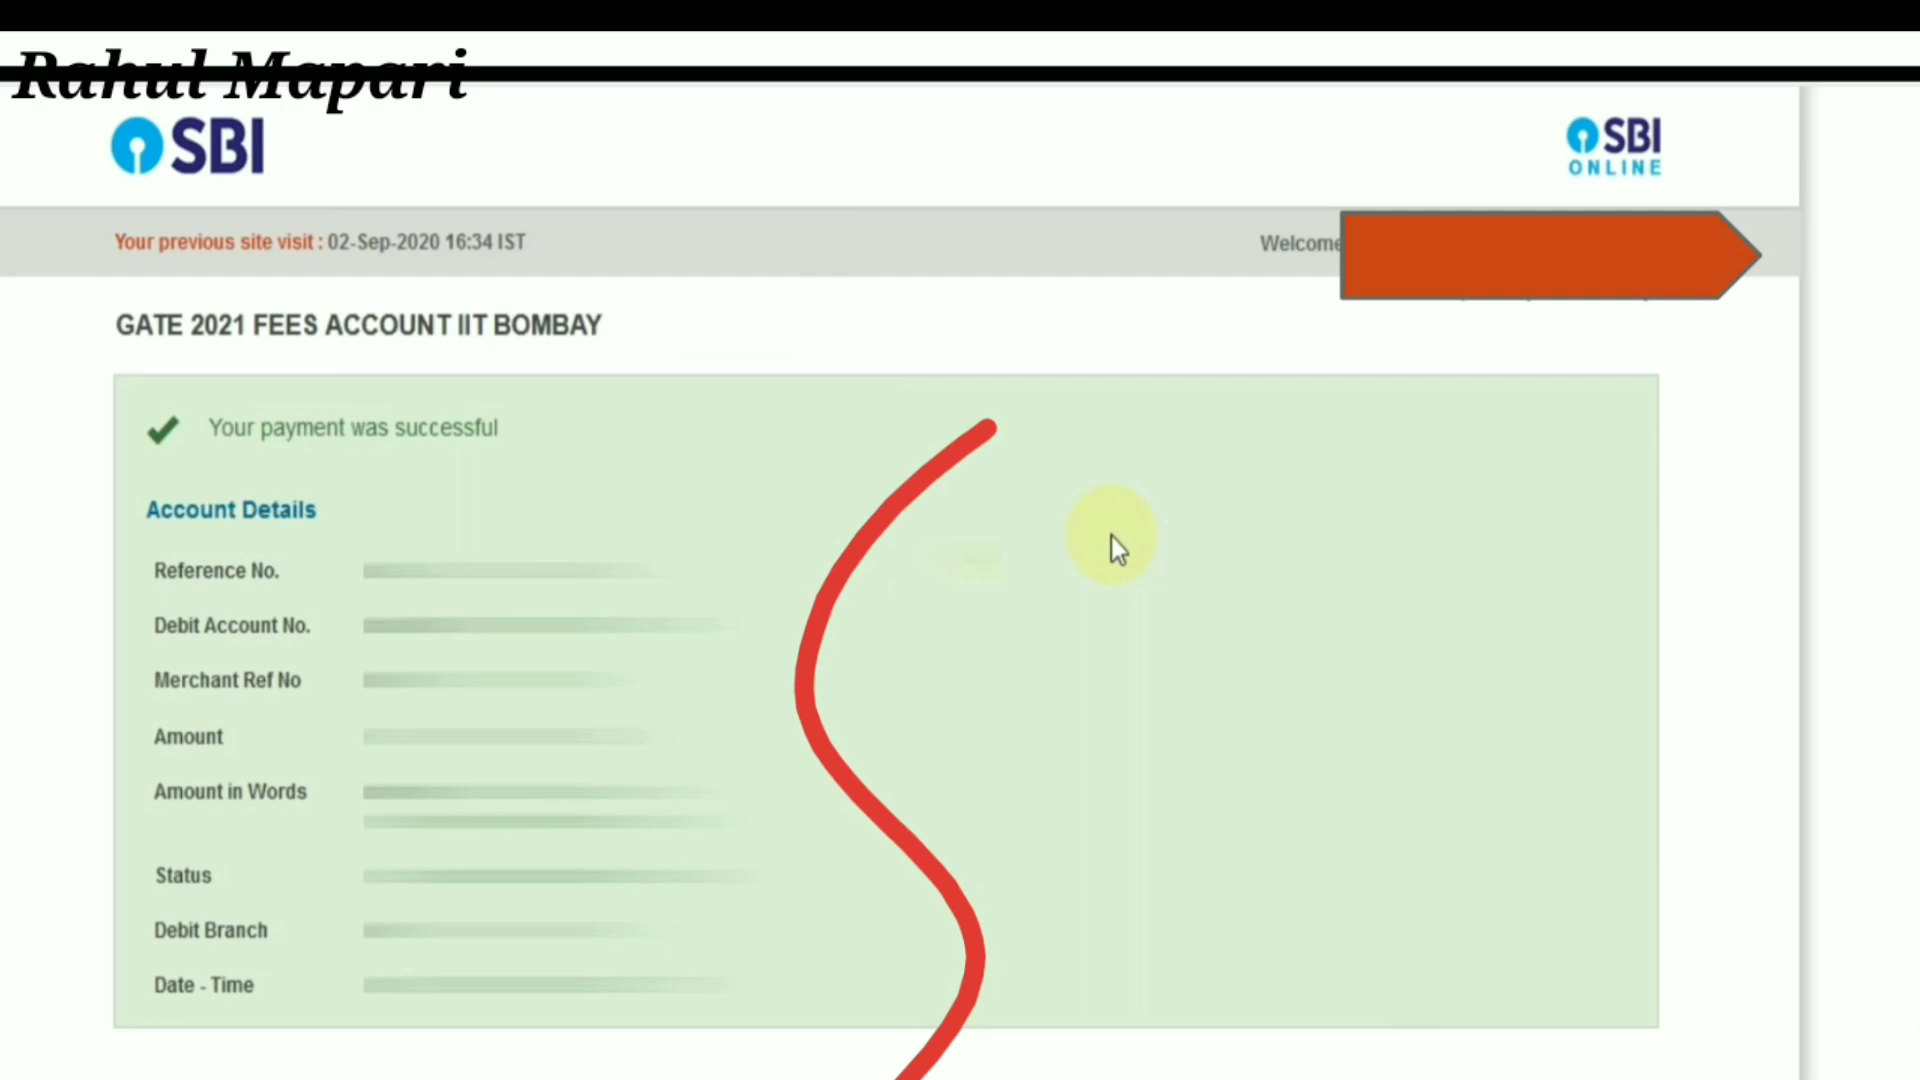 Rahul Mapari
SBI
SBI
ONLINE
Your previous site visit : 02-Sep-2020 16:34 IST
Welcome
GATE 2021 FEES ACCOUNT IIT BOMBAY
Your payment was successful
Account Details
Reference No.
Debit Account No.
Merchant Ref No
Amount
Amount in Words
Status
Debit Branch
Date - Time